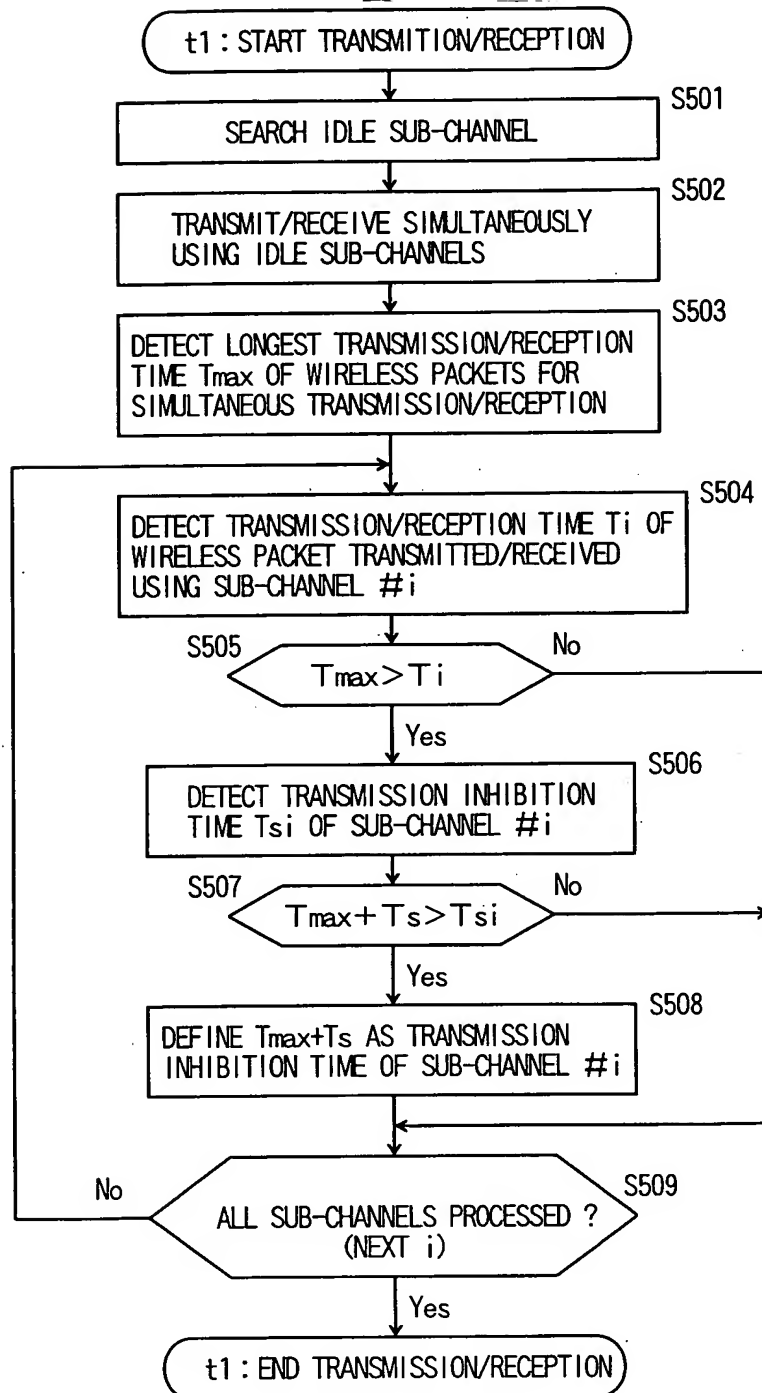 t1 : START TRANSMITION/RECEPTION
S501
SEARCH IDLE SUB-CHANNEL
S502
TRANSMIT/RECEIVE SIMULTANEOUSLY
USING IDLE SUB-CHANNELS
S503
DETECT LONGEST TRANSMISSION/RECEPTION
TIME Tmax OF WIRELESS PACKETS FOR
SIMULTANEOUS TRANSMISSION/RECEPTION
S504
DETECT TRANSMISSION/RECEPTION TIME Ti OF
WIRELESS PACKET TRANSMITTED/RECEIVED
USING SUB-CHANNEL #i
S505
No
Tmax>Ti
Yes
S506
DETECT TRANSMISSION INHIBITION
TIME Tsi OF SUB-CHANNEL #i
S507
No
Tmax+Ts>Tsi
Yes
S508
DEFINE Tmax+Ts AS TRANSMISSION
INHIBITION TIME OF SUB-CHANNEL #i
No
S509
ALL SUB-CHANNELS PROCESSED ?
(NEXT i)
Yes
t1 : END TRANSMISSION/RECEPTION